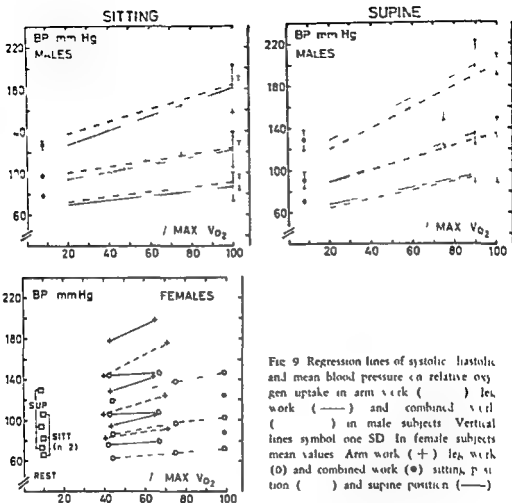 SITTING
SUPINE
BP mm Hg
MALES
220
180
100
60
0 20 40 60 80 100
/ MAX VO2
BP mm Hg
MALES
220
180
140
100
60
0 20 40 60 80 100
/ MAX VO2
BP mmHg
FEMALES
220
180
140
100
60
SUP
SITT
(n 2)
REST
0 20 40 60 80 100
Fig 9 Regression lines of systolic
and mean blood pressure on relative oxy
gen uptake in arm ( ) leg
work ( —— ) and combined
( ) in male subjects Vertical
lines symbol one SD In female subjects
mean values Arm work (+) leg work
(o) and combined work (●) sitting
tion ( ) and supine position (——)